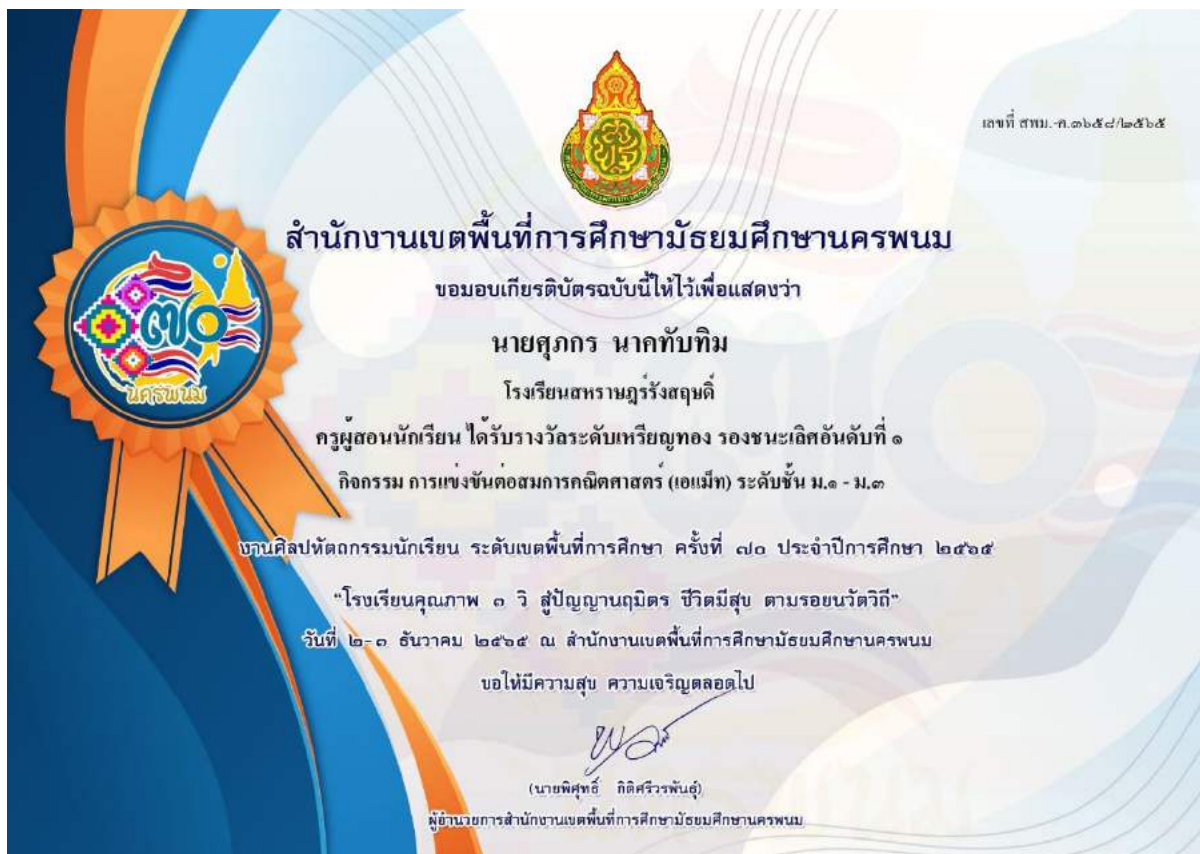 เลขที่ สพม.-ค.๓๖๕๘/๒๕๖๕
สำนักงานเขตพื้นที่การศึกษามัธยมศึกษานครพนม
ขอมอบเกียรติบัตรฉบับนี้ให้ไว้เพื่อแสดงว่า
นายศุภกร นาคทับทิม
โรงเรียนสหราษฎร์รังสฤษดิ์
ครูผู้สอนนักเรียน ได้รับรางวัลระดับเหรียญทอง รองชนะเลิศอันดับที่ ๑
กิจกรรม การแข่งขันต่อสมการคณิตศาสตร์ (เอแม็ท) ระดับชั้น ม.๑ - ม.๓
๗๐
นครพนม
งานศิลปหัตถกรรมนักเรียน ระดับเขตพื้นที่การศึกษา ครั้งที่ ๗๐ ประจำปีการศึกษา ๒๕๖๕
“โรงเรียนคุณภาพ ๓ วิ สู่ปัญญานฤมิตร ชีวิตมีสุข ตามรอยนวัตวิถี”
วันที่ ๒-๓ ธันวาคม ๒๕๖๕ ณ สำนักงานเขตพื้นที่การศึกษามัธยมศึกษานครพนม
ขอให้มีความสุข ความเจริญตลอดไป
(นายพิศุทธิ์ กิติศรีวรพันธุ์)
ผู้อำนวยการสำนักงานเขตพื้นที่การศึกษามัธยมศึกษานครพนม